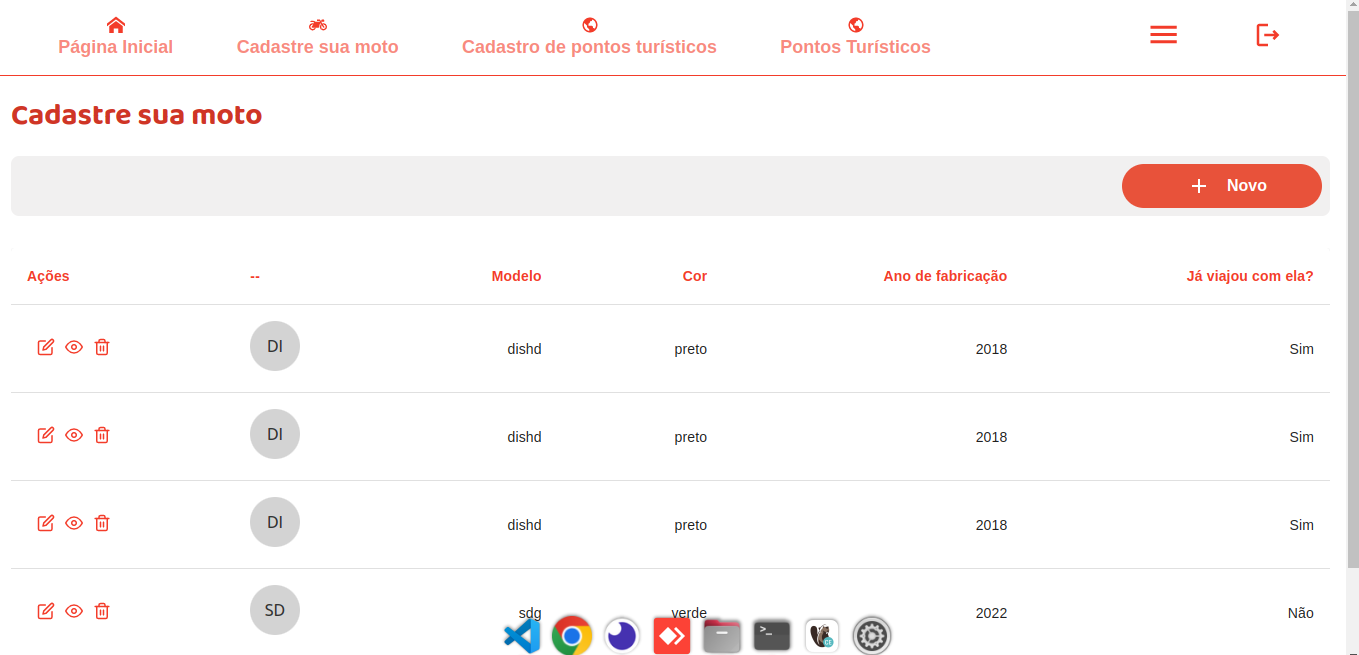 Página Inicial
Cadastre sua moto
Cadastro de pontos turísticos
Pontos Turísticos
Cadastre sua moto
+ Novo
Ações -- Modelo Cor Ano de fabricação Já viajou com ela?
DI dishd preto 2018 Sim
DI dishd preto 2018 Sim
DI dishd preto 2018 Sim
SD sdg verde 2022 Não